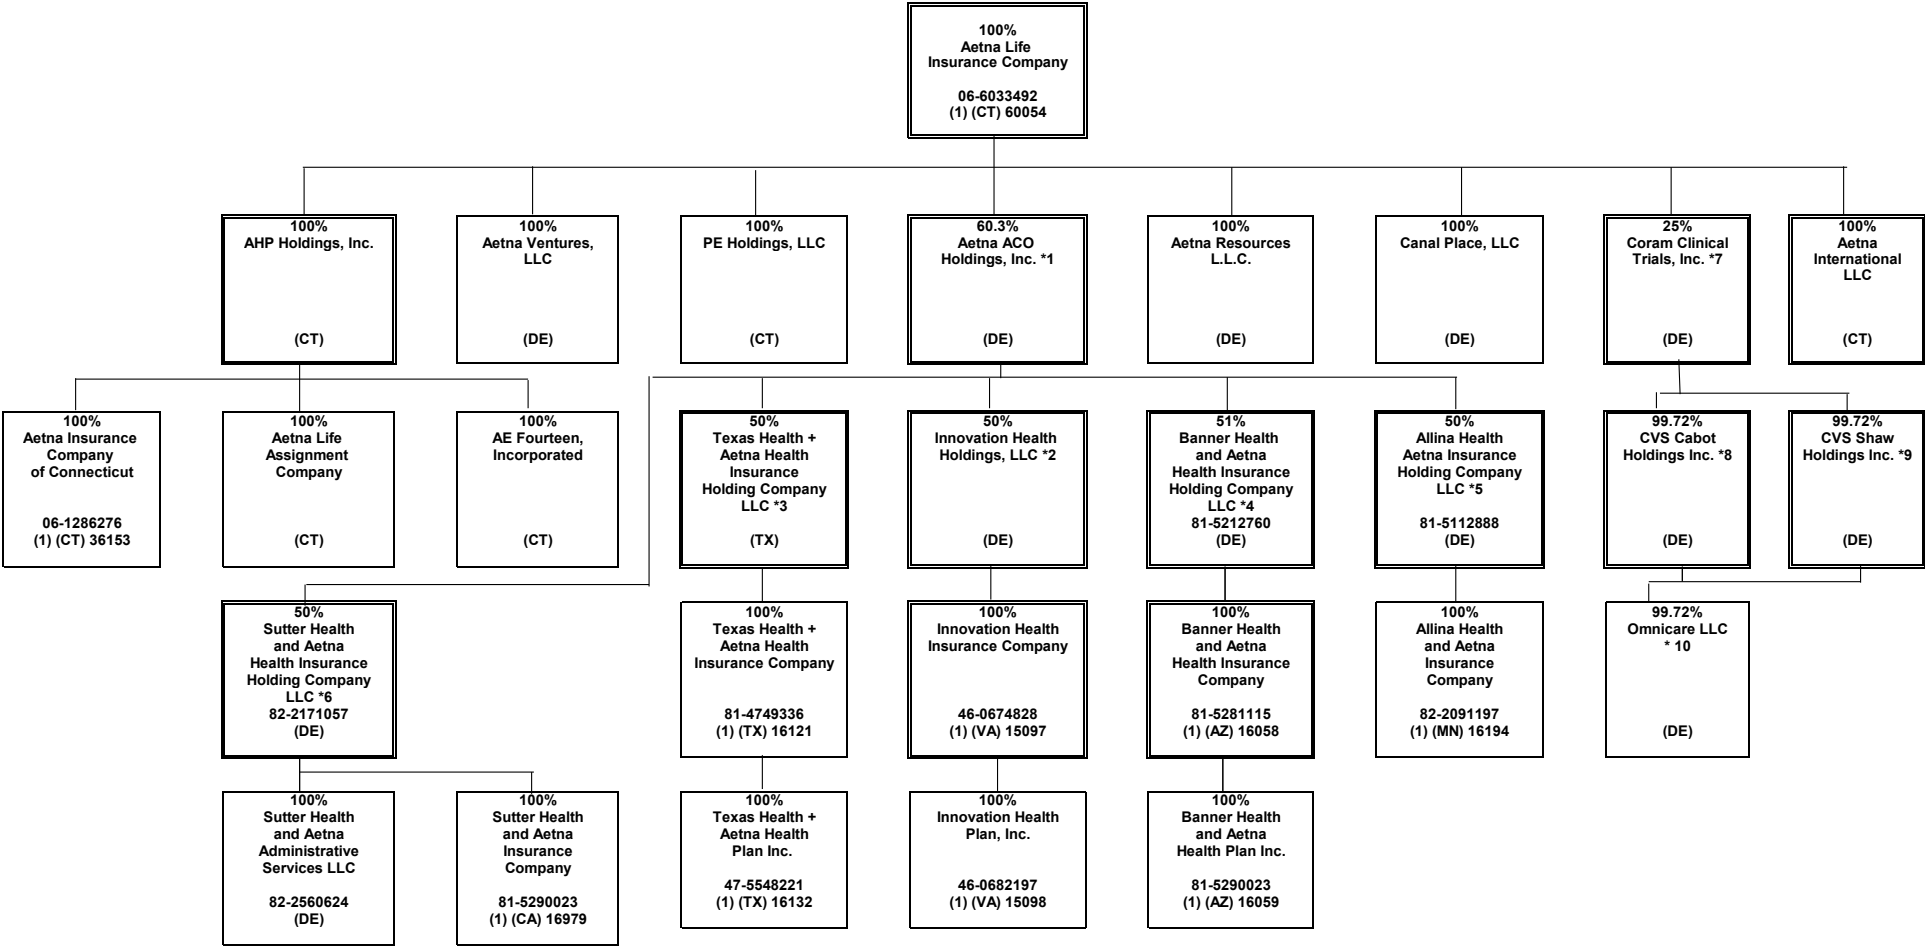 100%
Aetna Life
Insurance Company
06-6033492
(1) (CT) 60054
100%
AHP Holdings, Inc.
(CT)
100%
Aetna Ventures,
LLC
(DE)
100%
PE Holdings, LLC
(CT)
60.3%
Aetna ACO
Holdings, Inc. *1
(DE)
100%
Aetna Resources
L.L.C.
(DE)
100%
Canal Place, LLC
(DE)
25%
Coram Clinical
Trials, Inc. *7
(DE)
100%
Aetna
International
LLC
(CT)
100%
Aetna Insurance
Company
of Connecticut
06-1286276
(1) (CT) 36153
100%
Aetna Life
Assignment
Company
(CT)
100%
AE Fourteen,
Incorporated
(CT)
50%
Texas Health +
Aetna Health
Insurance
Holding Company
LLC *3
(TX)
50%
Innovation Health
Holdings, LLC *2
(DE)
51%
Banner Health
and Aetna
Health Insurance
Holding Company
LLC *4
81-5212760
(DE)
50%
Allina Health
Aetna Insurance
Holding Company
LLC *5
81-5112888
(DE)
99.72%
CVS Cabot
Holdings Inc. *8
(DE)
99.72%
CVS Shaw
Holdings Inc. *9
(DE)
50%
Sutter Health
and Aetna
Health Insurance
Holding Company
LLC *6
82-2171057
(DE)
100%
Texas Health +
Aetna Health
Insurance Company
81-4749336
(1) (TX) 16121
100%
Innovation Health
Insurance Company
46-0674828
(1) (VA) 15097
100%
Banner Health
and Aetna
Health Insurance
Company
81-5281115
(1) (AZ) 16058
100%
Allina Health
and Aetna
Insurance
Company
82-2091197
(1) (MN) 16194
99.72%
Omnicare LLC
* 10
(DE)
100%
Sutter Health
and Aetna
Administrative
Services LLC
82-2560624
(DE)
100%
Sutter Health
and Aetna
Insurance
Company
81-5290023
(1) (CA) 16979
100%
Texas Health +
Aetna Health
Plan Inc.
47-5548221
(1) (TX) 16132
100%
Innovation Health
Plan, Inc.
46-0682197
(1) (VA) 15098
100%
Banner Health
and Aetna
Health Plan Inc.
81-5290023
(1) (AZ) 16059